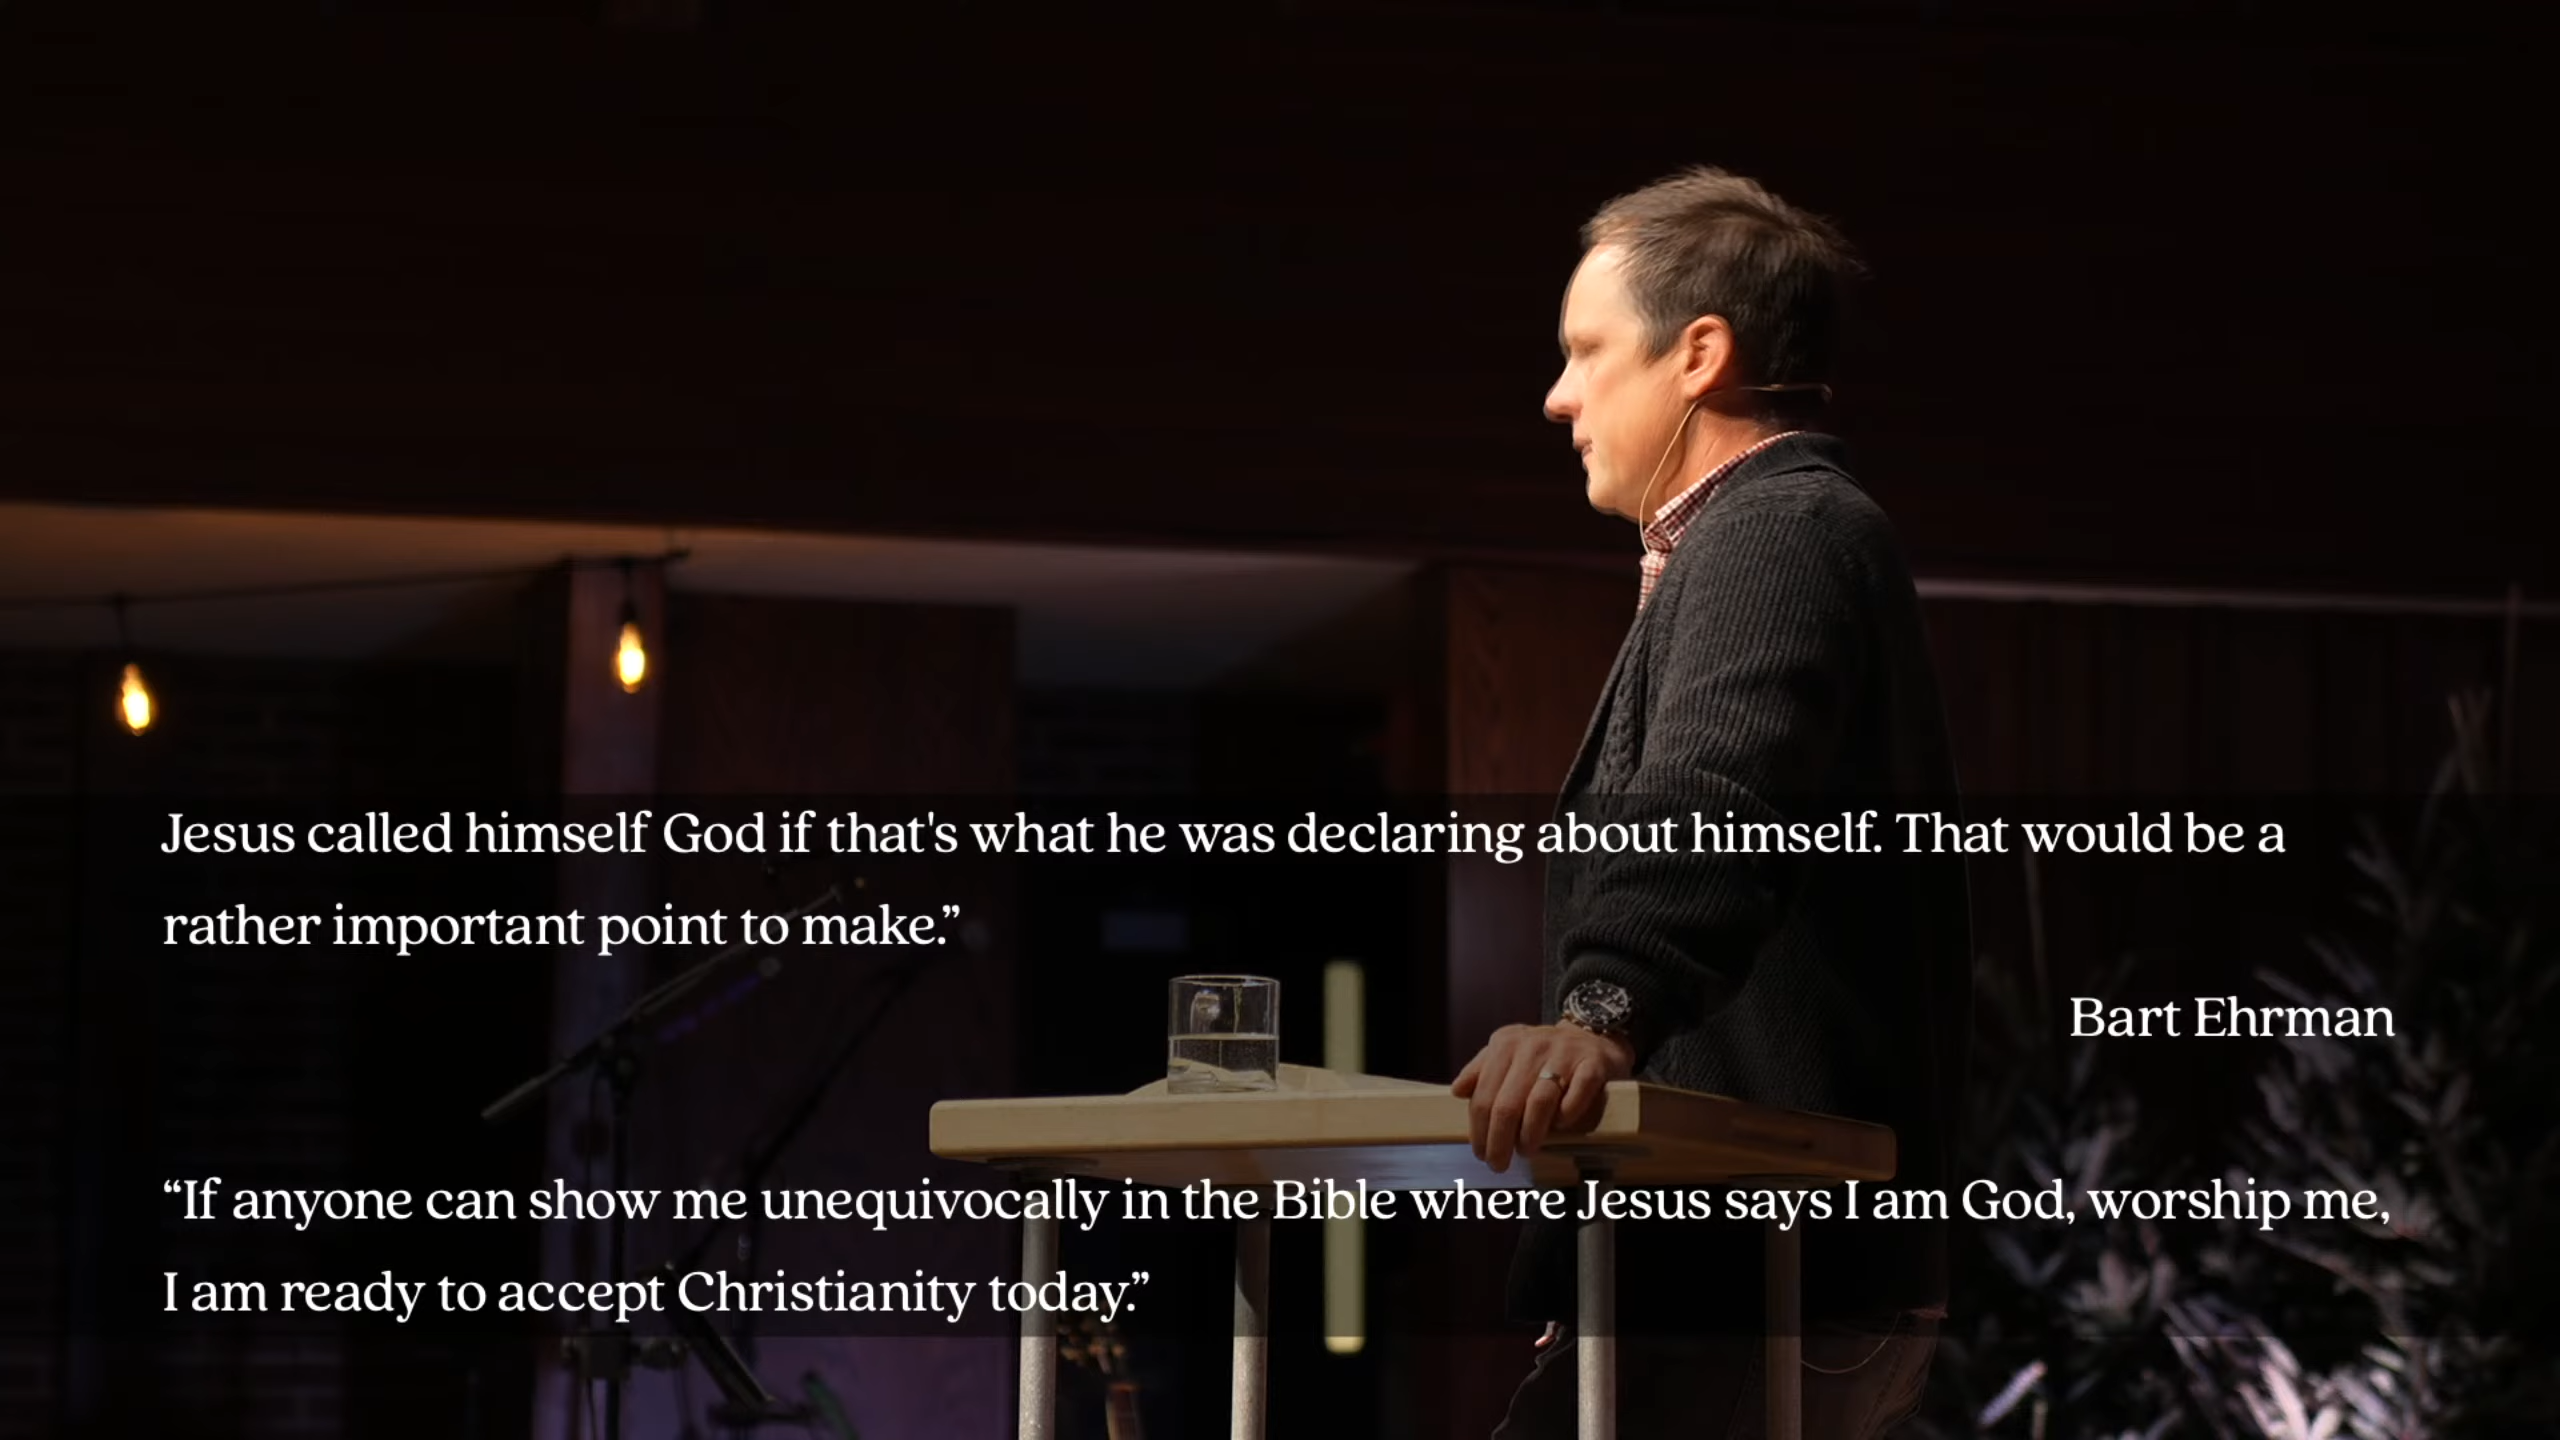 Jesus called himself God if that's what he was declaring about himself. That would be a
rather important point to make.”
Bart Ehrman
“If anyone can show me unequivocally in the Bible where Jesus says I am God, worship me,
I am ready to accept Christianity today.”